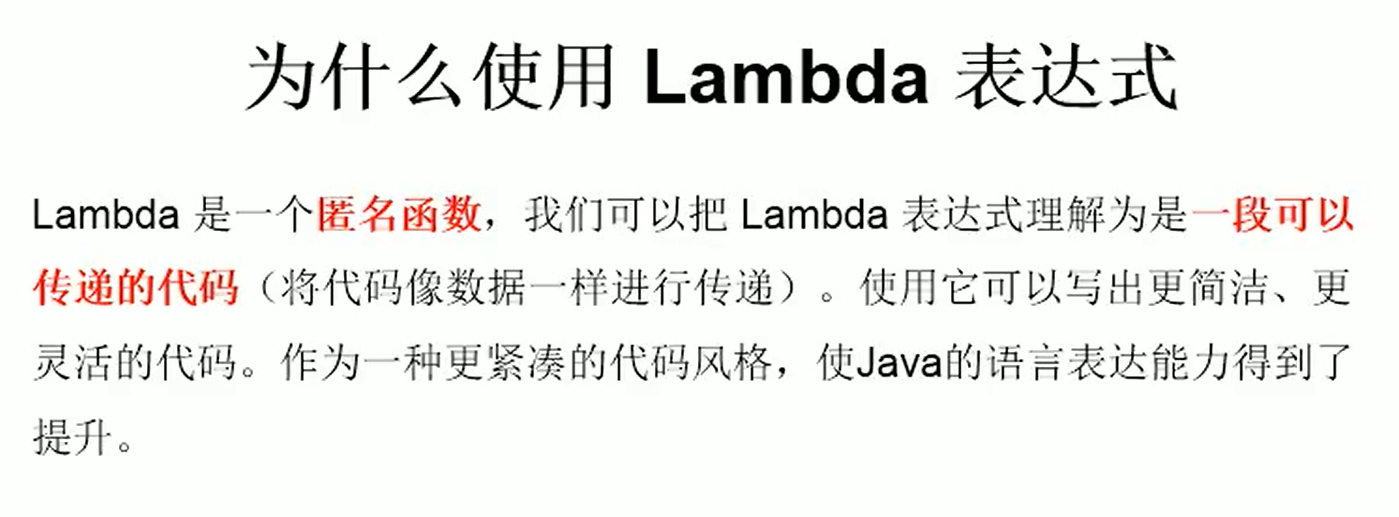 为什么使用 Lambda 表达式
Lambda 是一个匿名函数，我们可以把 Lambda 表达式理解为是一段可以
传递的代码（将代码像数据一样进行传递）。使用它可以写出更简洁、更
灵活的代码。作为一种更紧凑的代码风格，使Java的语言表达能力得到了
提升。